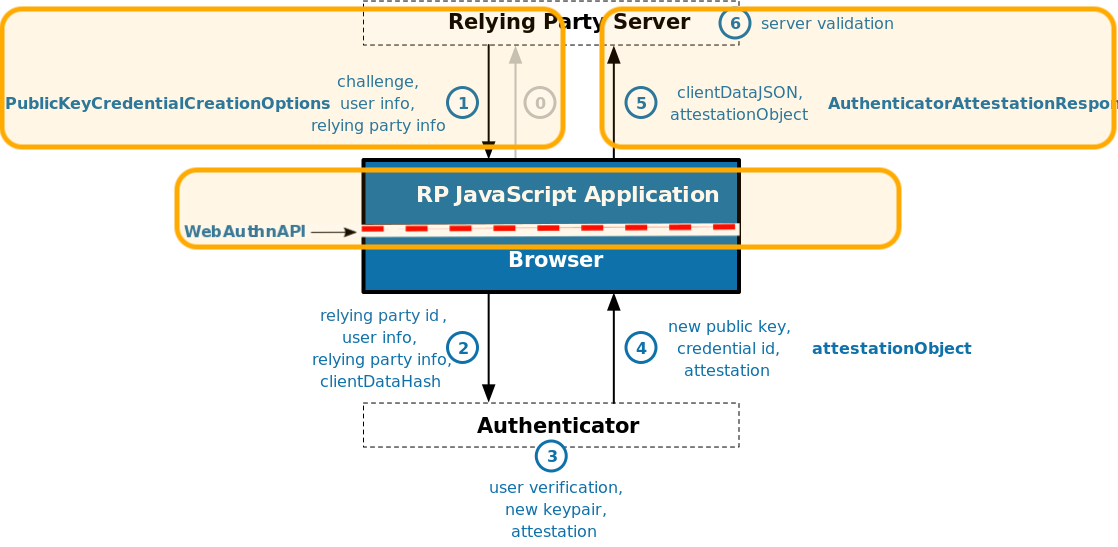 Relying Party Server
6
server validation
PublicKeyCredentialCreationOptions
challenge,
user info,
relying party info
1
0
5
clientDataJSON,
attestationObject
AuthenticatorAttestationRespon
RP JavaScript Application
WebAuthnAPI
Browser
relying party id,
user info,
relying party info,
clientDataHash
2
4
new public key,
credential id,
attestation
attestationObject
Authenticator
3
user verification,
new keypair,
attestation